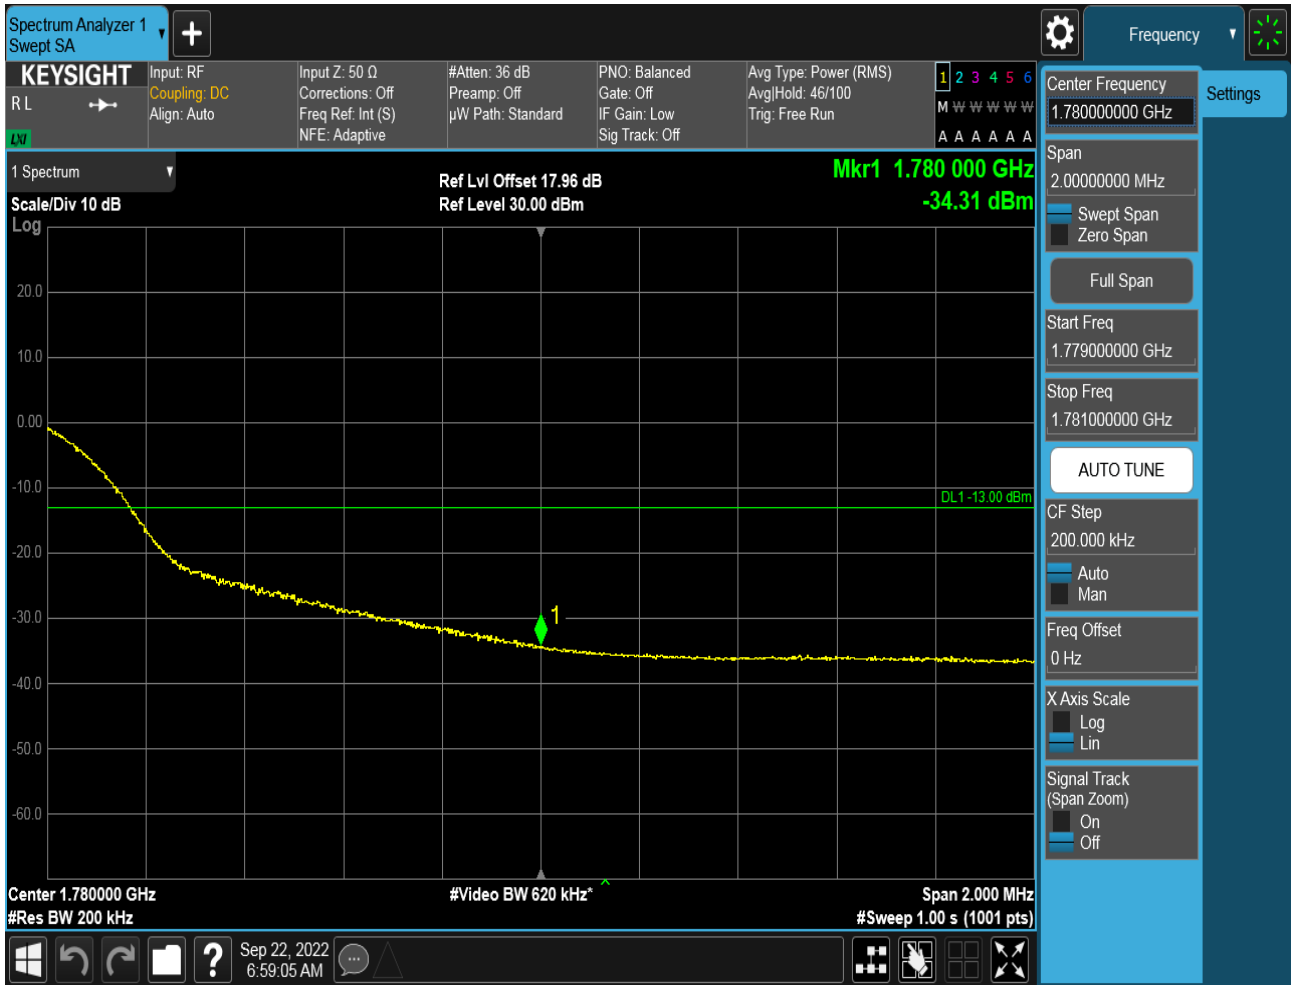 Spectrum Analyzer 1
Swept SA
Frequency
KEYSIGHT
R L
LXI
Input: RF
Coupling: DC
Align: Auto
Input Z: 50 Ω
Corrections: Off
Freq Ref: Int (S)
NFE: Adaptive
#Atten: 36 dB
Preamp: Off
µW Path: Standard
PNO: Balanced
Gate: Off
IF Gain: Low
Sig Track: Off
Avg Type: Power (RMS)
Avg|Hold: 46/100
Trig: Free Run
1 2 3 4 5 6
M W W W W W
A A A A A A
1 Spectrum
Scale/Div 10 dB
Log
Ref Lvl Offset 17.96 dB
Ref Level 30.00 dBm
Mkr1 1.780 000 GHz
-34.31 dBm
20.0
10.0
0.00
-10.0
DL1 -13.00 dBm
-20.0
-30.0
1
-40.0
-50.0
-60.0
Center 1.780000 GHz
#Video BW 620 kHz*
Span 2.000 MHz
#Res BW 200 kHz
#Sweep 1.00 s (1001 pts)
Sep 22, 2022
6:59:05 AM
?
Center Frequency
1.780000000 GHz
Settings
Span
2.00000000 MHz
Swept Span
Zero Span
Full Span
Start Freq
1.779000000 GHz
Stop Freq
1.781000000 GHz
AUTO TUNE
CF Step
200.000 kHz
Auto
Man
Freq Offset
0 Hz
X Axis Scale
Log
Lin
Signal Track
(Span Zoom)
On
Off